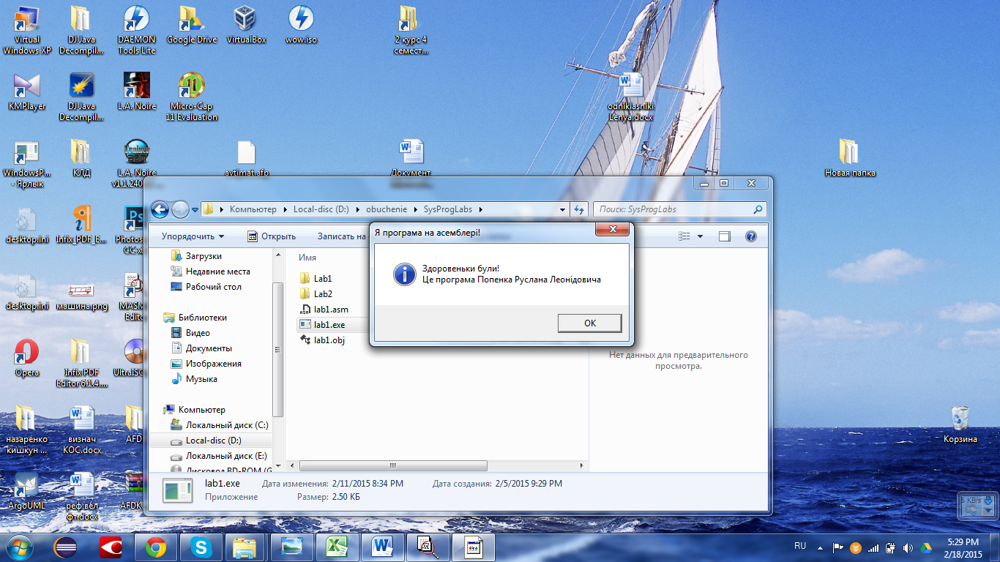 Virtual
Windows XP
DJ Java
Decompil...
DAEMON
Tools Lite
Google Drive
VirtualBox
wow.iso
2 курс 4
семест...
KMPlayer
DJ Java
Decompil...
L.A. Noire
Micro-Cap
11 Evaluation
odniklasniki
Lenya.docx
WindowsP...
- Ярлык
КЛД
L.A. Noire
v1.1.240
avtimat.afp
Документ
Новая папка
desktop.ini
Infix_PDF_E...
Photos
CC
desktop.ini
машина.png
MASM
Edito
Opera
Infix PDF
Editor 6.1.4....
UltraISO
назаренко
кишкун ...
визнач
КОС.docx
AFD
ArgoUML
реф вел
фт.docx
AFDK
Корзина
Компьютер
Local-disc (D:)
obuchenie
SysProgLabs
Поиск: SysProgLabs
Упорядочить
Открыть
Записать на
Загрузки
Недавние места
Рабочий стол
Библиотеки
Видео
Документы
Изображения
Музыка
Компьютер
Локальный диск (C:)
Local-disc (D:)
Локальный диск (E:)
Дисковод BD-ROM (G
Имя
Lab1
Lab2
lab1.asm
lab1.exe
lab1.obj
Я програма на асемблері!
Здоровеньки були!
Це програма Попенка Руслана Леонідовича
OK
Нет данных для предварительного
просмотра.
lab1.exe
Дата изменения: 2/11/2015 8:34 PM
Дата создания: 2/5/2015 9:29 PM
Приложение
Размер: 2.50 КБ
KB/s
RU
5:29 PM
2/18/2015